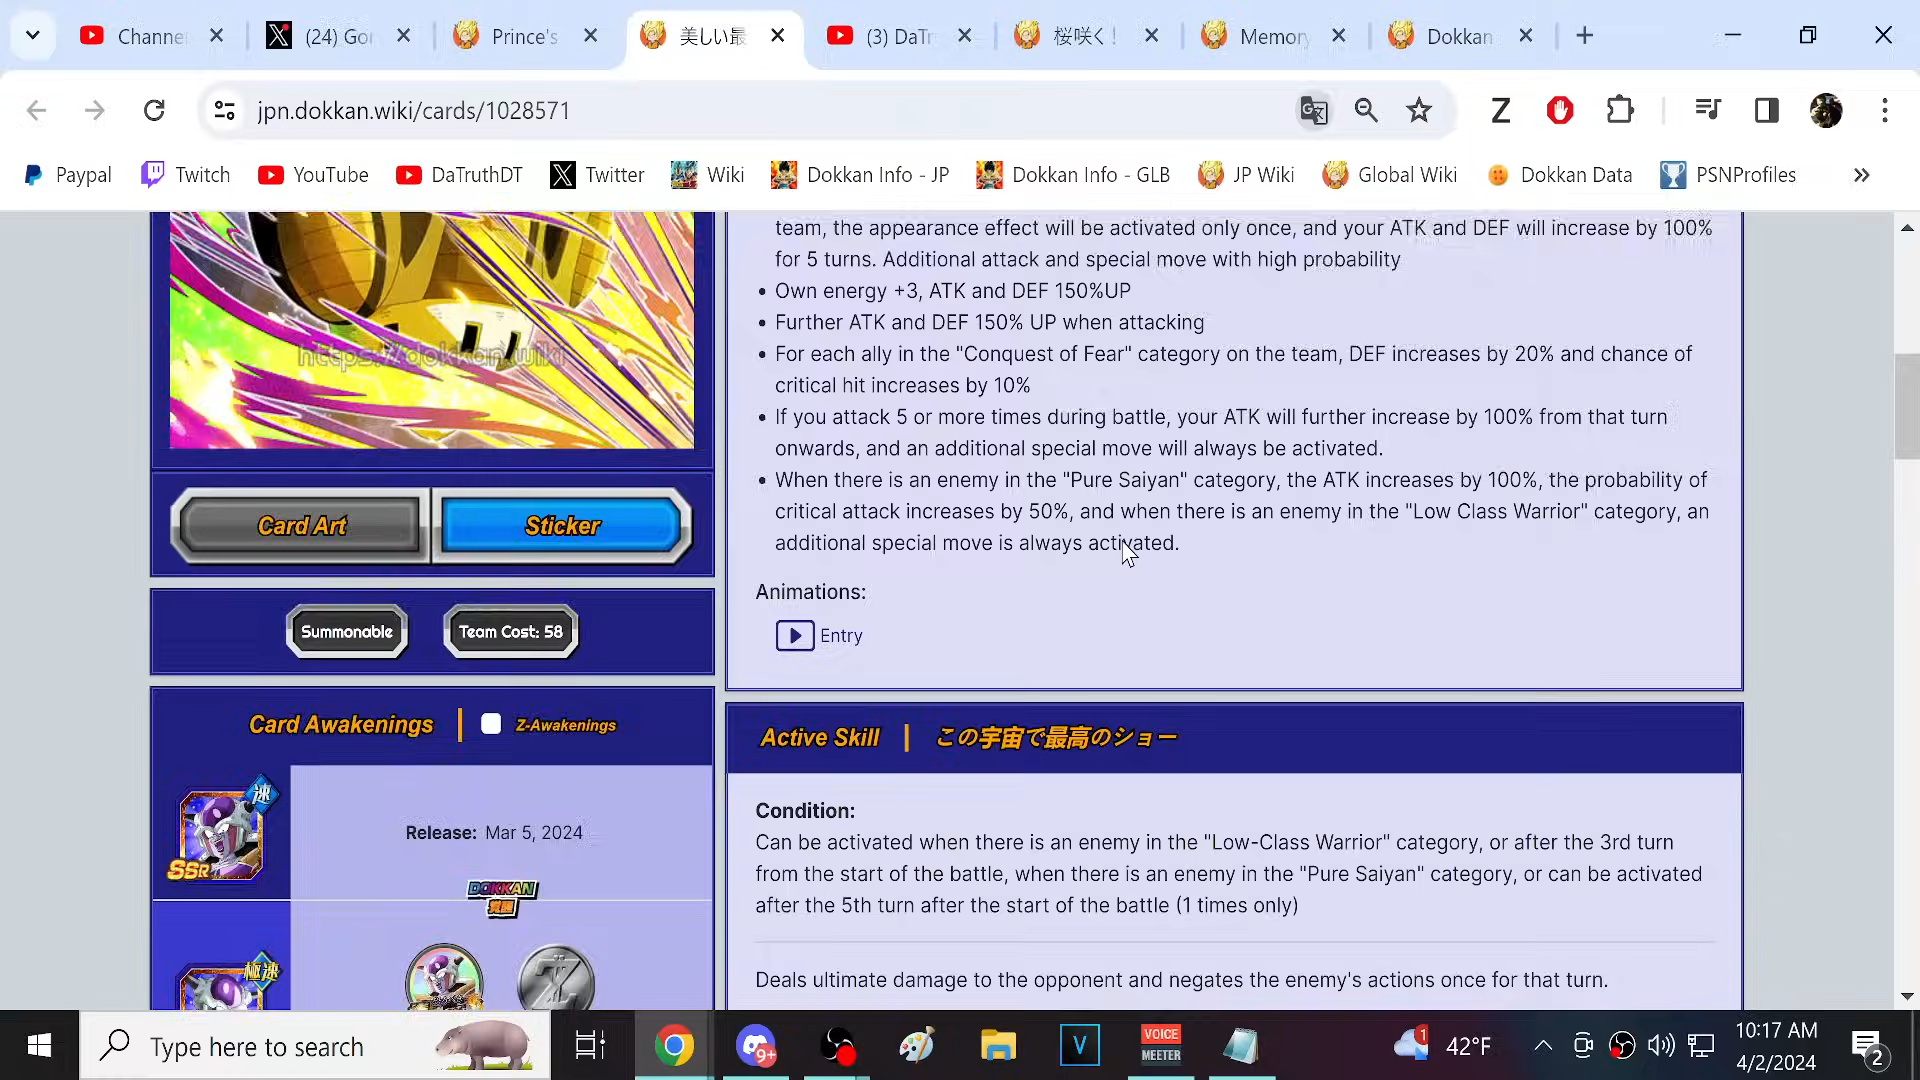 Channe
(24) Gor
Prince's
美しい最
(3) DaTr
桜咲く!
Memory
Dokkan
jpn.dokkan.wiki/cards/1028571
Paypal
Twitch
YouTube
DaTruthDT
Twitter
Wiki
Dokkan Info - JP
Dokkan Info - GLB
JP Wiki
Global Wiki
Dokkan Data
PSNProfiles
team, the appearance effect will be activated only once, and your ATK and DEF will increase by 100%
for 5 turns. Additional attack and special move with high probability
Own energy +3, ATK and DEF 150%UP
Further ATK and DEF 150% UP when attacking
For each ally in the "Conquest of Fear" category on the team, DEF increases by 20% and chance of
critical hit increases by 10%
If you attack 5 or more times during battle, your ATK will further increase by 100% from that turn
onwards, and an additional special move will always be activated.
When there is an enemy in the "Pure Saiyan" category, the ATK increases by 100%, the probability of
critical attack increases by 50%, and when there is an enemy in the "Low Class Warrior" category, an
additional special move is always activated.
Animations:
Entry
https://dokkan.wiki
Card Art
Sticker
Summonable
Team Cost: 58
Card Awakenings
Z-Awakenings
速
SSR
Release: Mar 5, 2024
DOKKAN
覚醒
極速
Active Skill | この宇宙で最高のショー
Condition:
Can be activated when there is an enemy in the "Low-Class Warrior" category, or after the 3rd turn
from the start of the battle, when there is an enemy in the "Pure Saiyan" category, or can be activated
after the 5th turn after the start of the battle (1 times only)
Deals ultimate damage to the opponent and negates the enemy's actions once for that turn.
Type here to search
9+
V
VOICE
MEETER
1
42°F
10:17 AM
4/2/2024
2